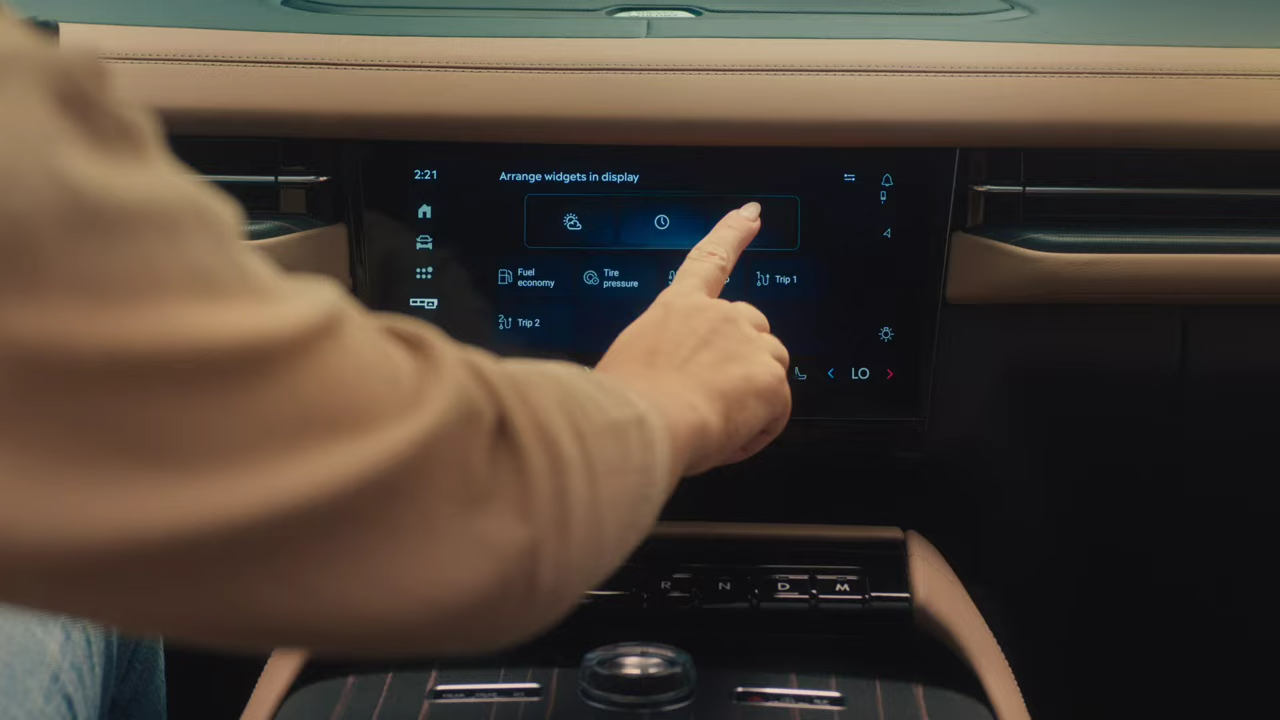 2:21
Arrange widgets in display
Fuel
economy
Tire
pressure
Trip 1
Trip 2
LO
R N D M